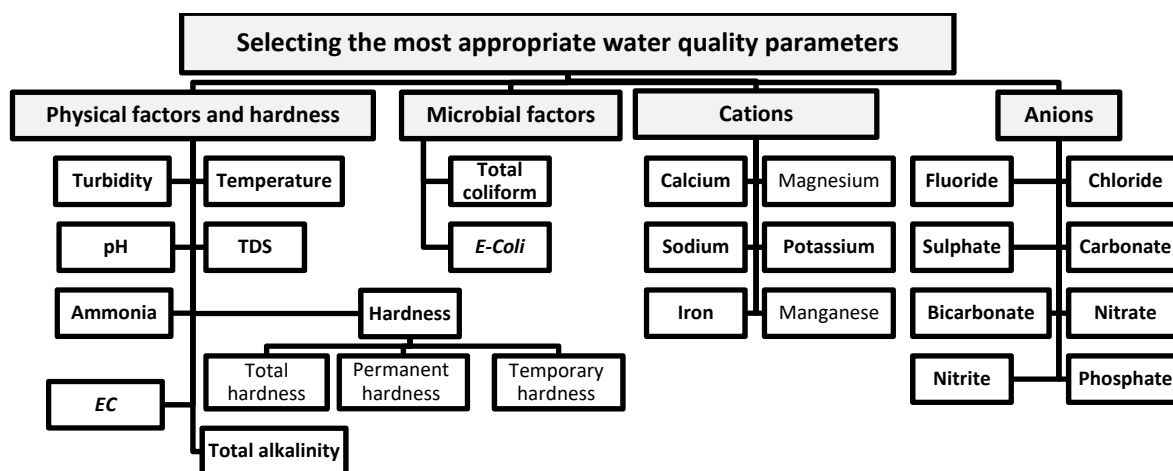 Selecting the most appropriate water quality parameters
Physical factors and hardness
Microbial factors
Cations
Anions
Turbidity
Temperature
Total
coliform
Calcium
Magnesium
Fluoride
Chloride
pH
TDS
E-Coli
Sodium
Potassium
Sulphate
Carbonate
Ammonia
Hardness
Iron
Manganese
Bicarbonate
Nitrate
Total
hardness
Permanent
hardness
Temporary
hardness
Nitrite
Phosphate
EC
Total alkalinity